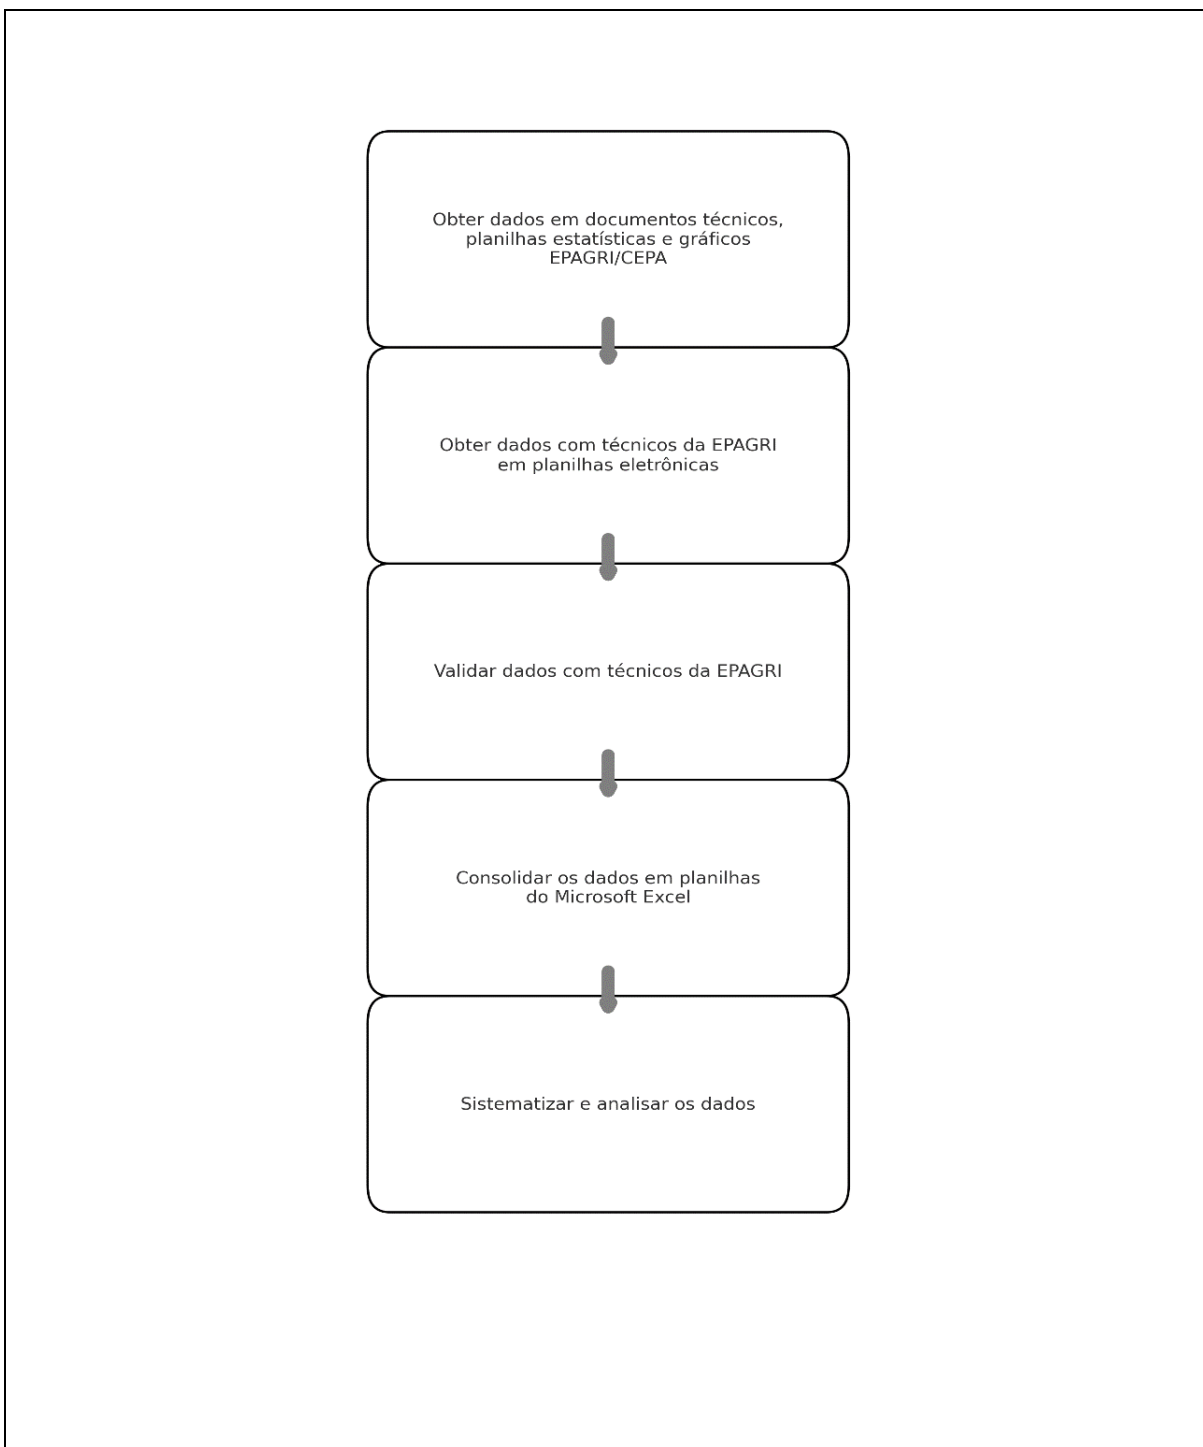 Obter dados em documentos técnicos,
planilhas estatísticas e gráficos
EPAGRI/CEPA
Obter dados com técnicos da EPAGRI
em planilhas eletrônicas
Validar dados com técnicos da EPAGRI
Consolidar os dados em planilhas
do Microsoft Excel
Sistematizar e analisar os dados